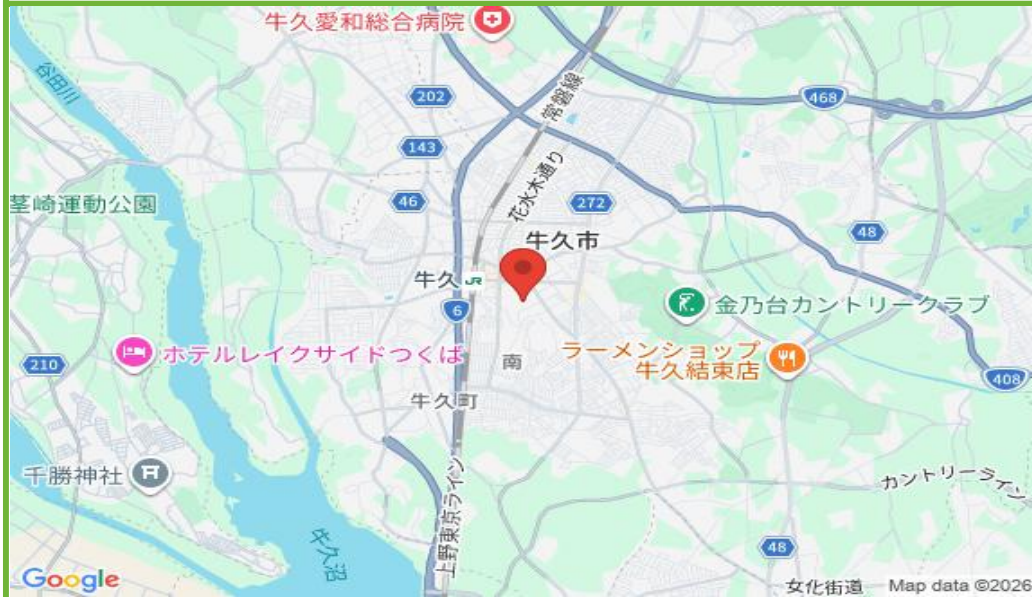 牛久愛和総合病院
谷田川
202
常磐線
468
143
花水木通り
茎崎運動公園
46
272
48
牛久市
牛久 JR
6
金乃台カントリークラブ
210
ホテルレイクサイドつくば
南
ラーメンショップ
牛久結束店
408
牛久町
千勝神社
カントリーライン
上野東京ライン
牛久沼
48
女化街道
Google
Map data ©2026